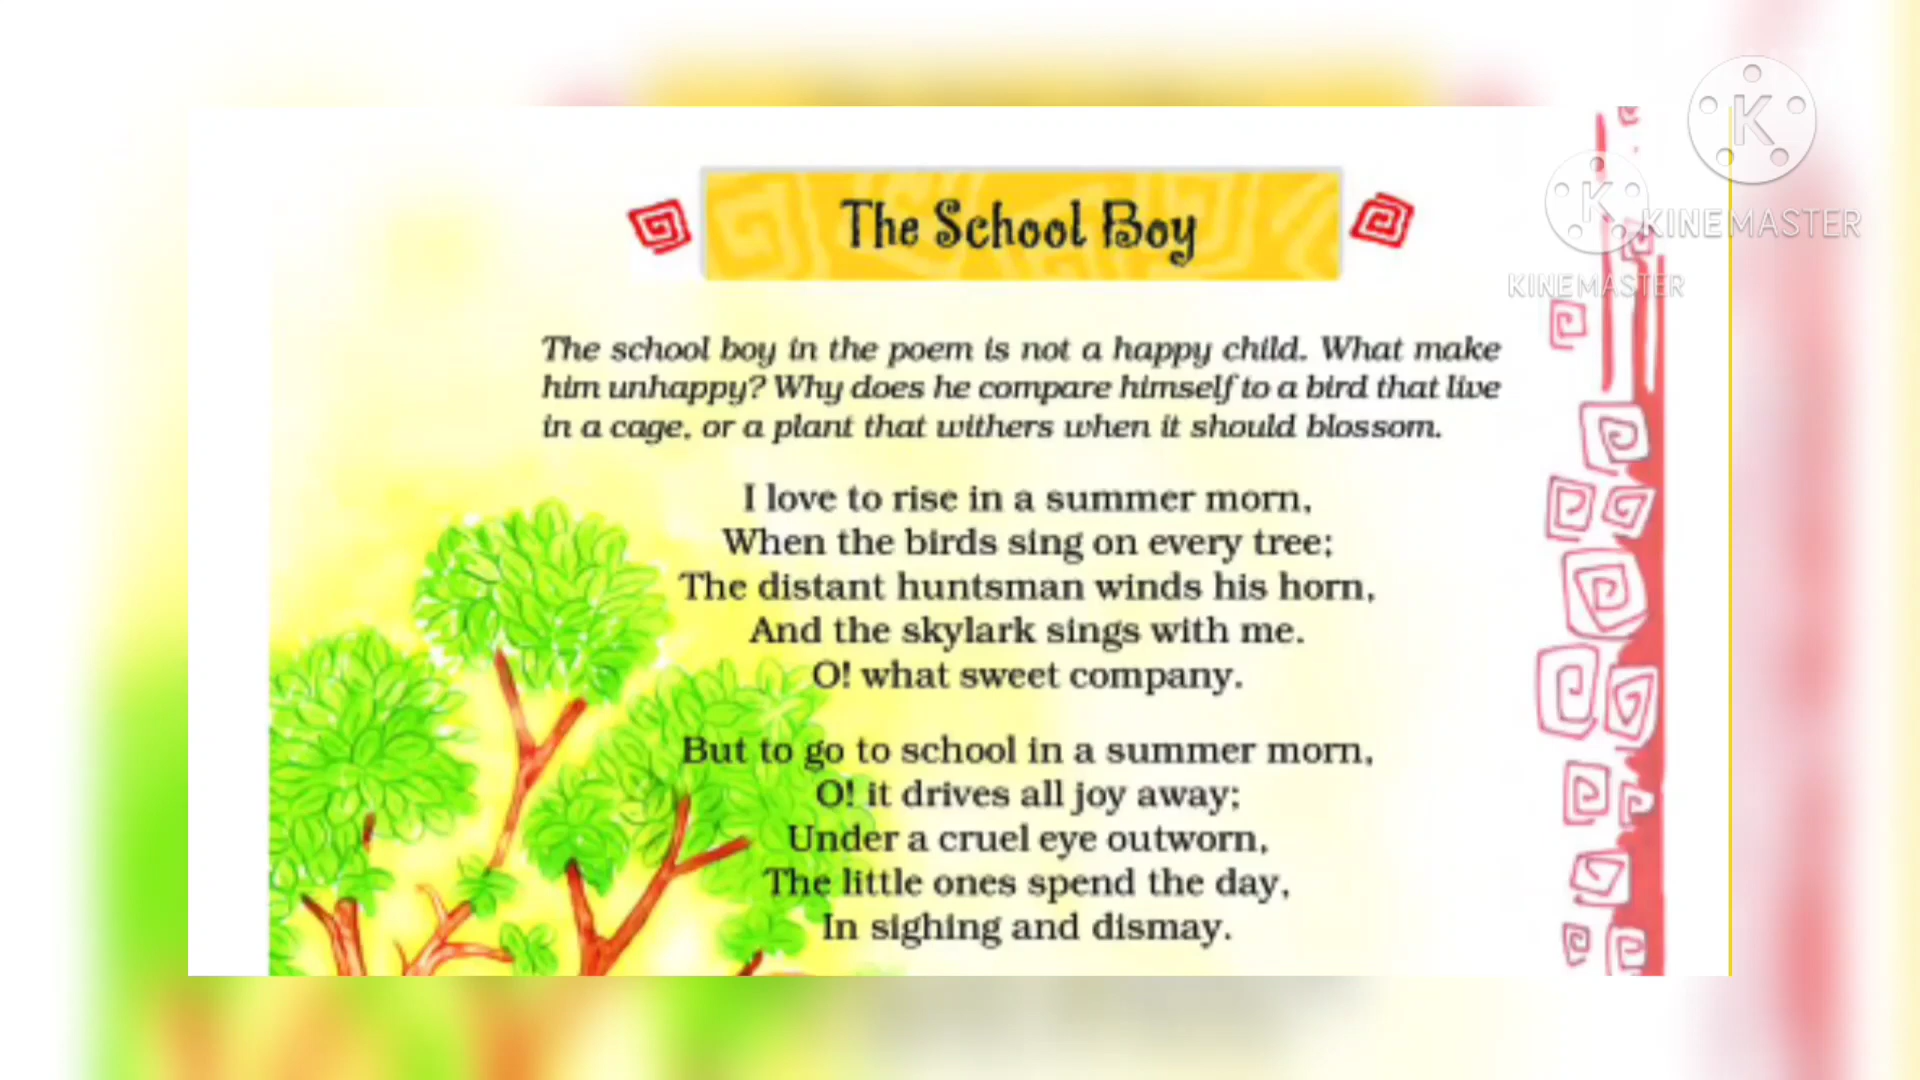 The School Boy
The school boy in the poem is not a happy child. What make
him unhappy? Why does he compare himself to a bird that live
in a cage, or a plant that withers when it should blossom.
I love to rise in a summer morn,
When the birds sing on every tree;
The distant huntsman winds his horn,
And the skylark sings with me.
O! what sweet company.
But to go to school in a summer morn,
O! it drives all joy away;
Under a cruel eye outworn,
The little ones spend the day,
In sighing and dismay.
K
KINEMASTER
K
KINEMASTER